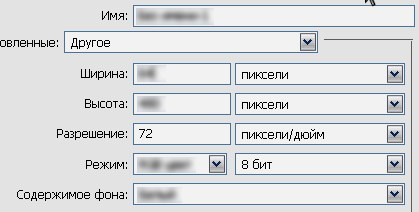 Имя:
овленные: Другое
Ширина: пиксели
Высота: пиксели
Разрешение: 72 пиксели/дюйм
Режим: 8 бит
Содержимое фона: